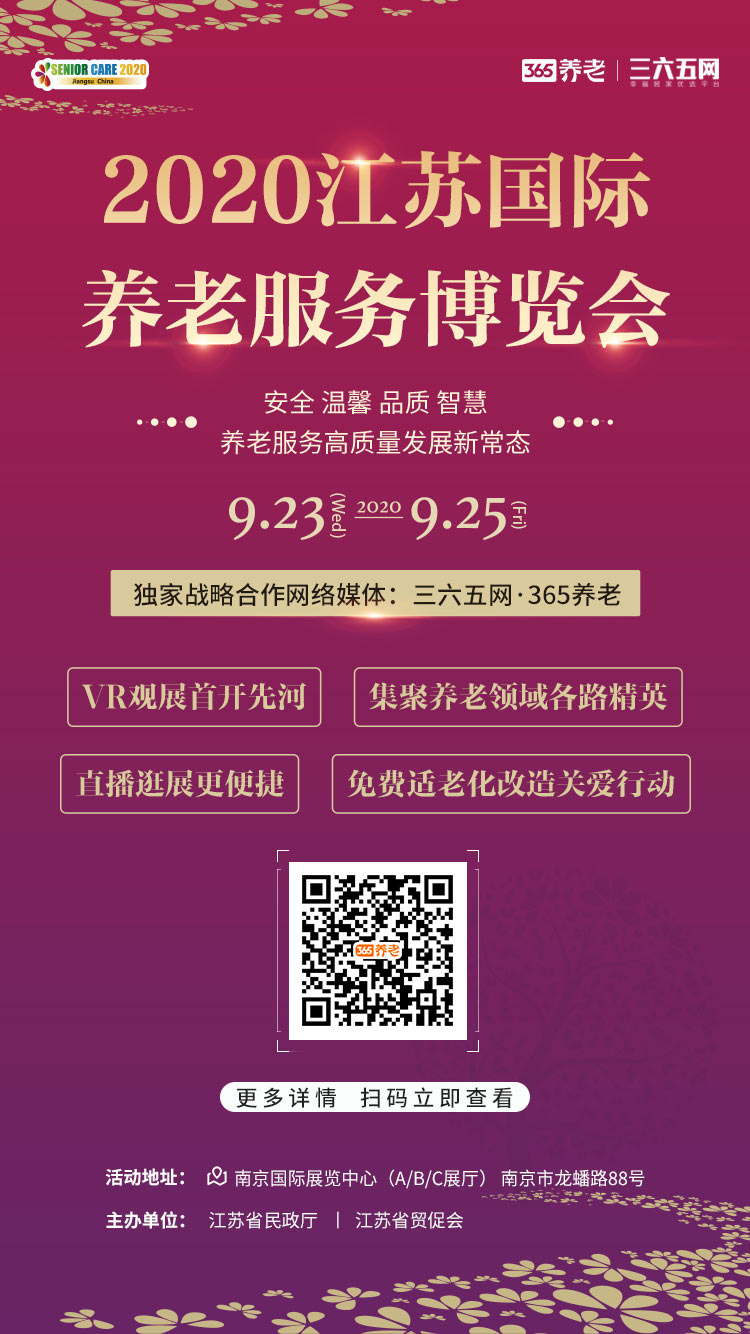 SENIOR CARE 2020
Jiangsu China
365养老 | 三六五网
幸福居家优选平台
2020江苏国际
养老服务博览会
安全 温馨 品质 智慧
养老服务高质量发展新常态
9.23(Wed) 2020 9.25(Fri)
独家战略合作网络媒体：三六五网·365养老
VR观展首开先河
集聚养老领域各路精英
直播逛展更便捷
免费适老化改造关爱行动
365养老
更多详情 扫码立即查看
活动地址： 南京国际展览中心（A/B/C展厅） 南京市龙蟠路88号
主办单位： 江苏省民政厅 | 江苏省贸促会